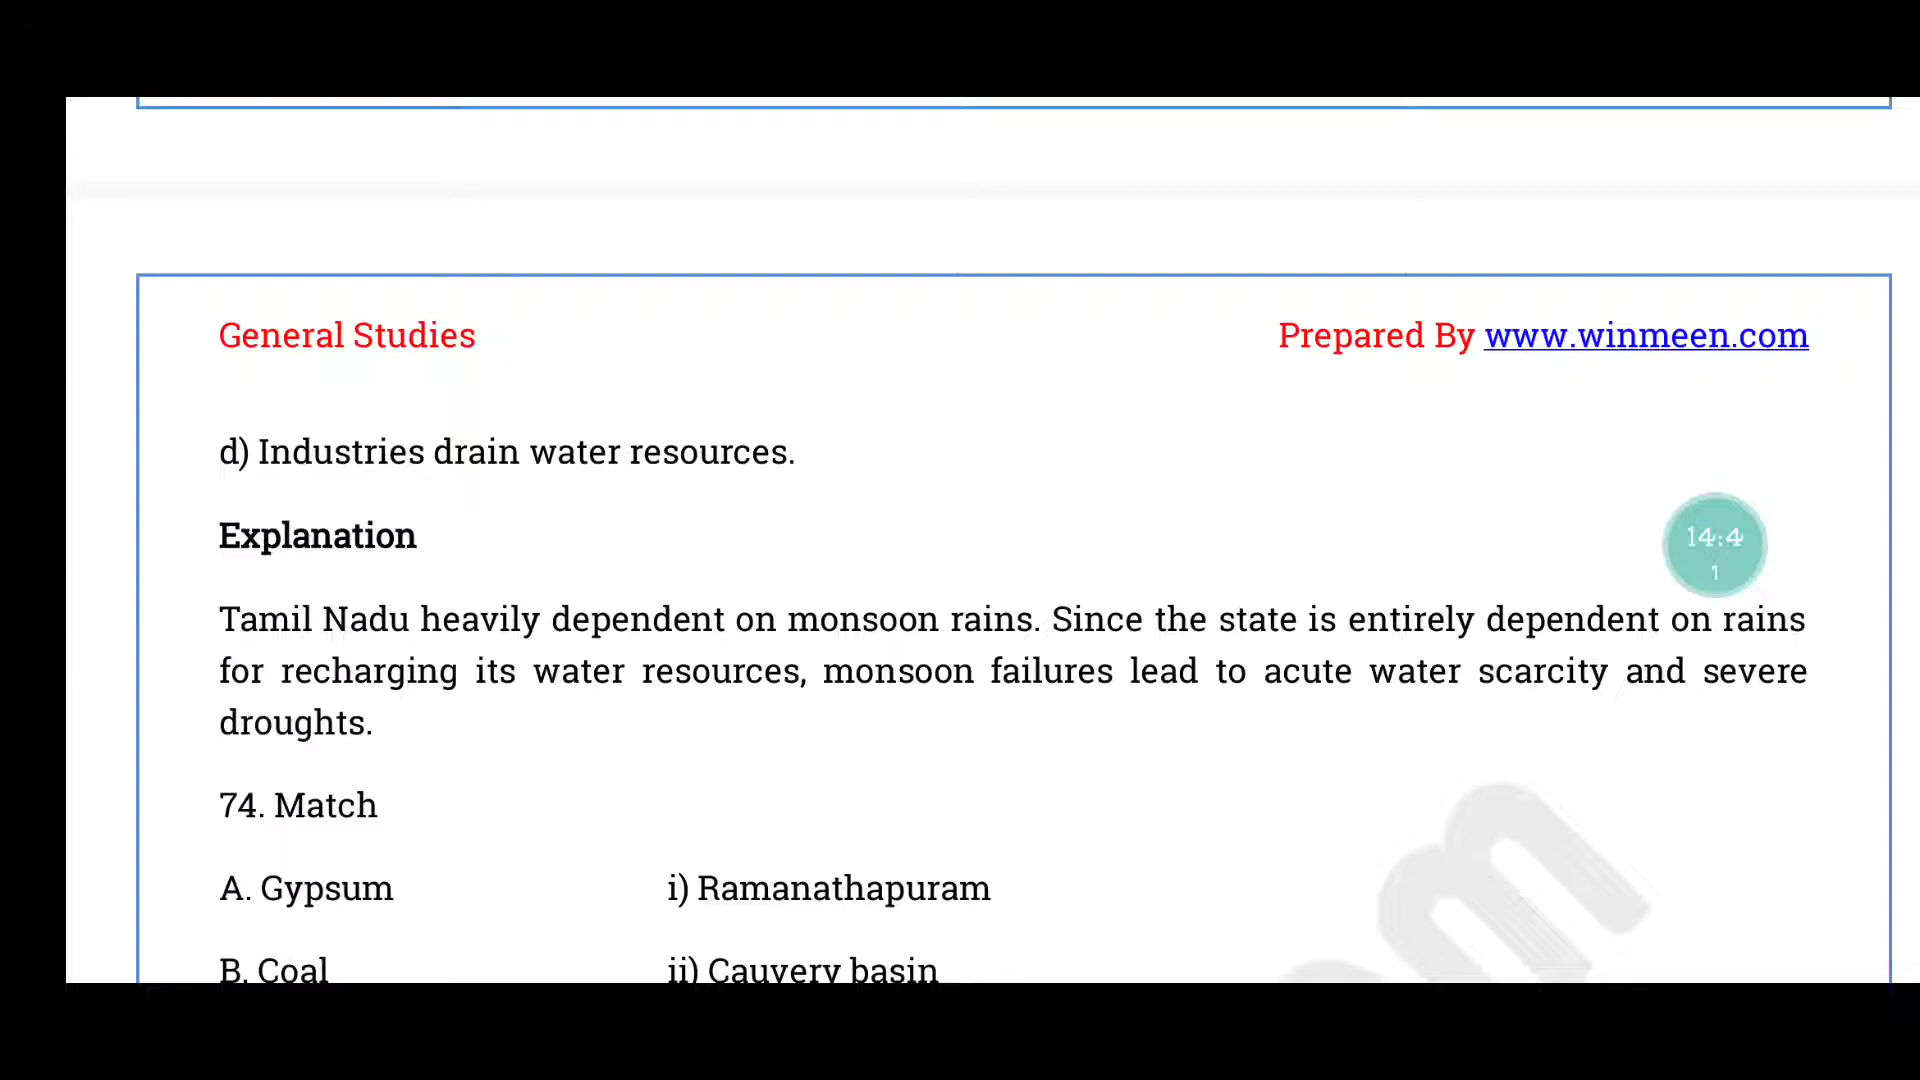 General Studies
Prepared By www.winmeen.com
d) Industries drain water resources.
Explanation
14:4
1
Tamil Nadu heavily dependent on monsoon rains. Since the state is entirely dependent on rains
for recharging its water resources, monsoon failures lead to acute water scarcity and severe
droughts.
74. Match
A. Gypsum
i) Ramanathapuram
B. Coal
ii) Cauvery basin